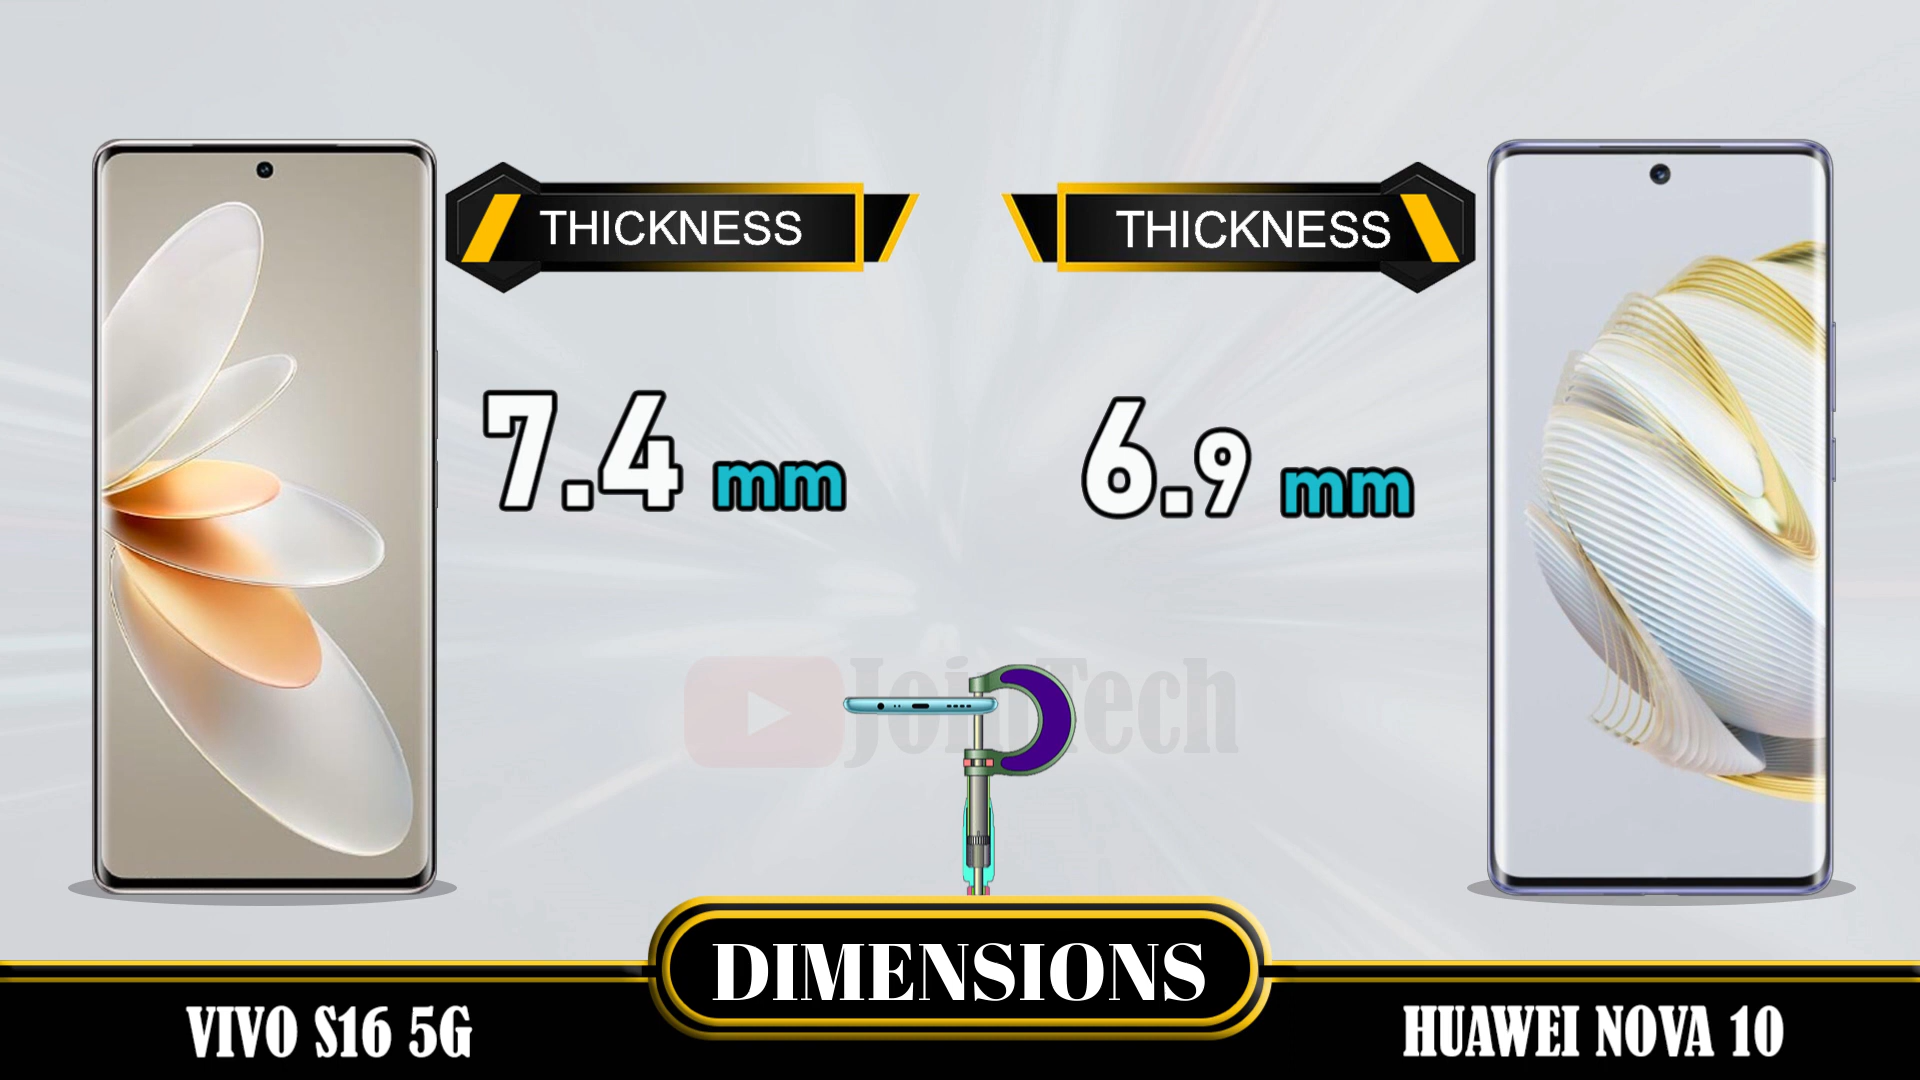 THICKNESS
THICKNESS
7.4 mm
6.9 mm
DIMENSIONS
VIVO S16 5G
HUAWEI NOVA 10